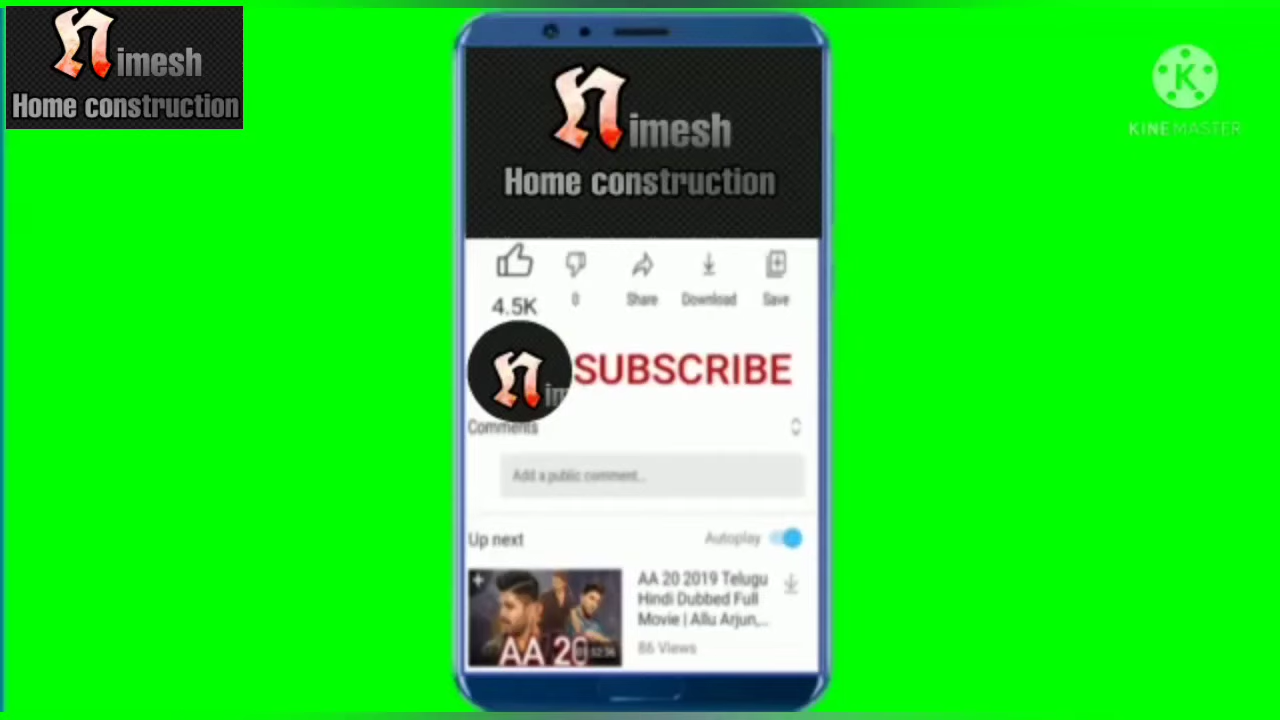 Nimesh
Home construction
K
KINEMASTER
Nimesh
Home construction
4.5K
0
Share
Download
Save
SUBSCRIBE
Comments
Add a public comment...
Up next
Autoplay
AA 20 2019 Telugu
Hindi Dubbed Full
Movie | Allu Arjun,...
86 Views
AA 20